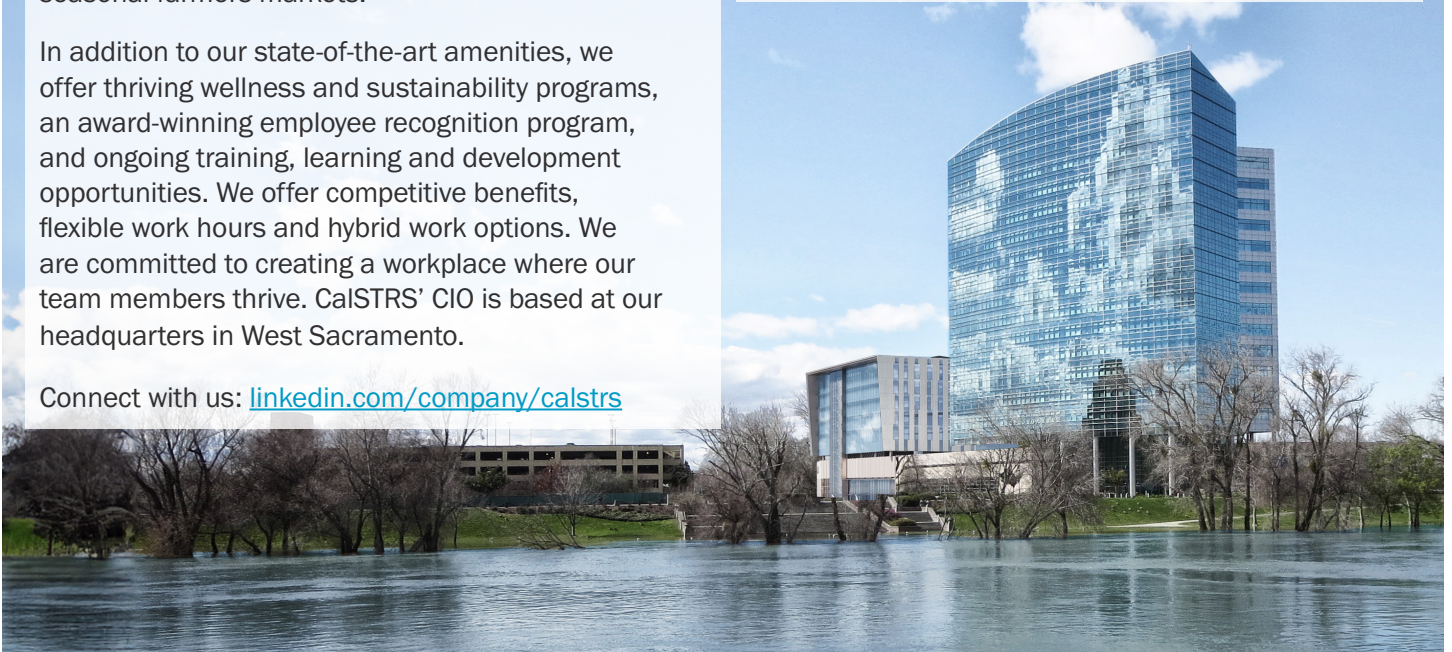 seasonal farmers markets.
In addition to our state-of-the-art amenities, we
offer thriving wellness and sustainability programs,
an award-winning employee recognition program,
and ongoing training, learning and development
opportunities. We offer competitive benefits,
flexible work hours and hybrid work options. We
are committed to creating a workplace where our
team members thrive. CalSTRS’ CIO is based at our
headquarters in West Sacramento.
Connect with us: linkedin.com/company/calstrs